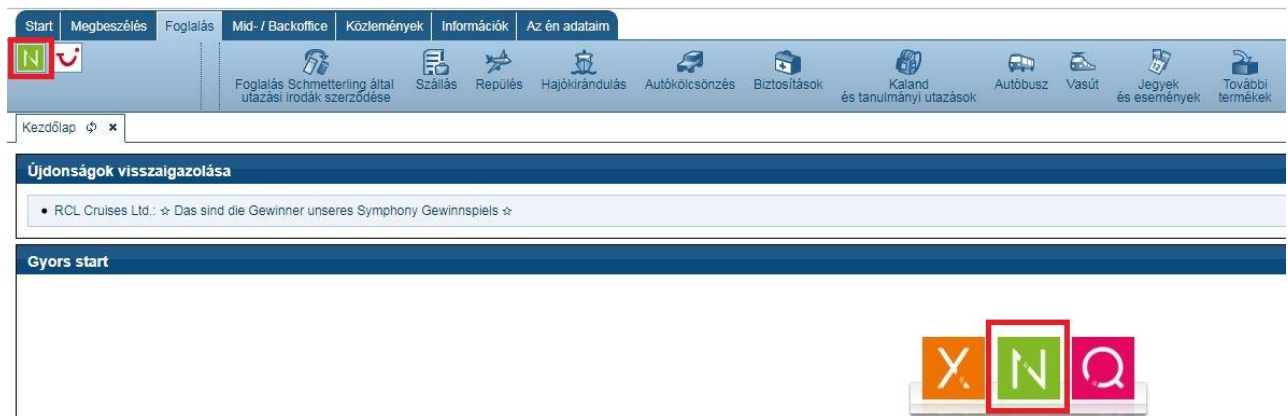 Start Megbeszélés Foglalás Mid- / Backoffice Közlemények Információk Az én adataim
N
Foglalás Schmetterling által
utazási irodák szerződése
Szállás
Repülés
Hajókirándulás
Autókölcsönzés
Biztosítások
Kaland
és tanulmányi utazások
Autóbusz
Vasút
Jegyek
és események
További
termékek
Kezdőlap
Újdonságok visszaigazolása
• RCL Cruises Ltd.: ☆ Das sind die Gewinner unseres Symphony Gewinnspiels ☆
Gyors start
X N Q